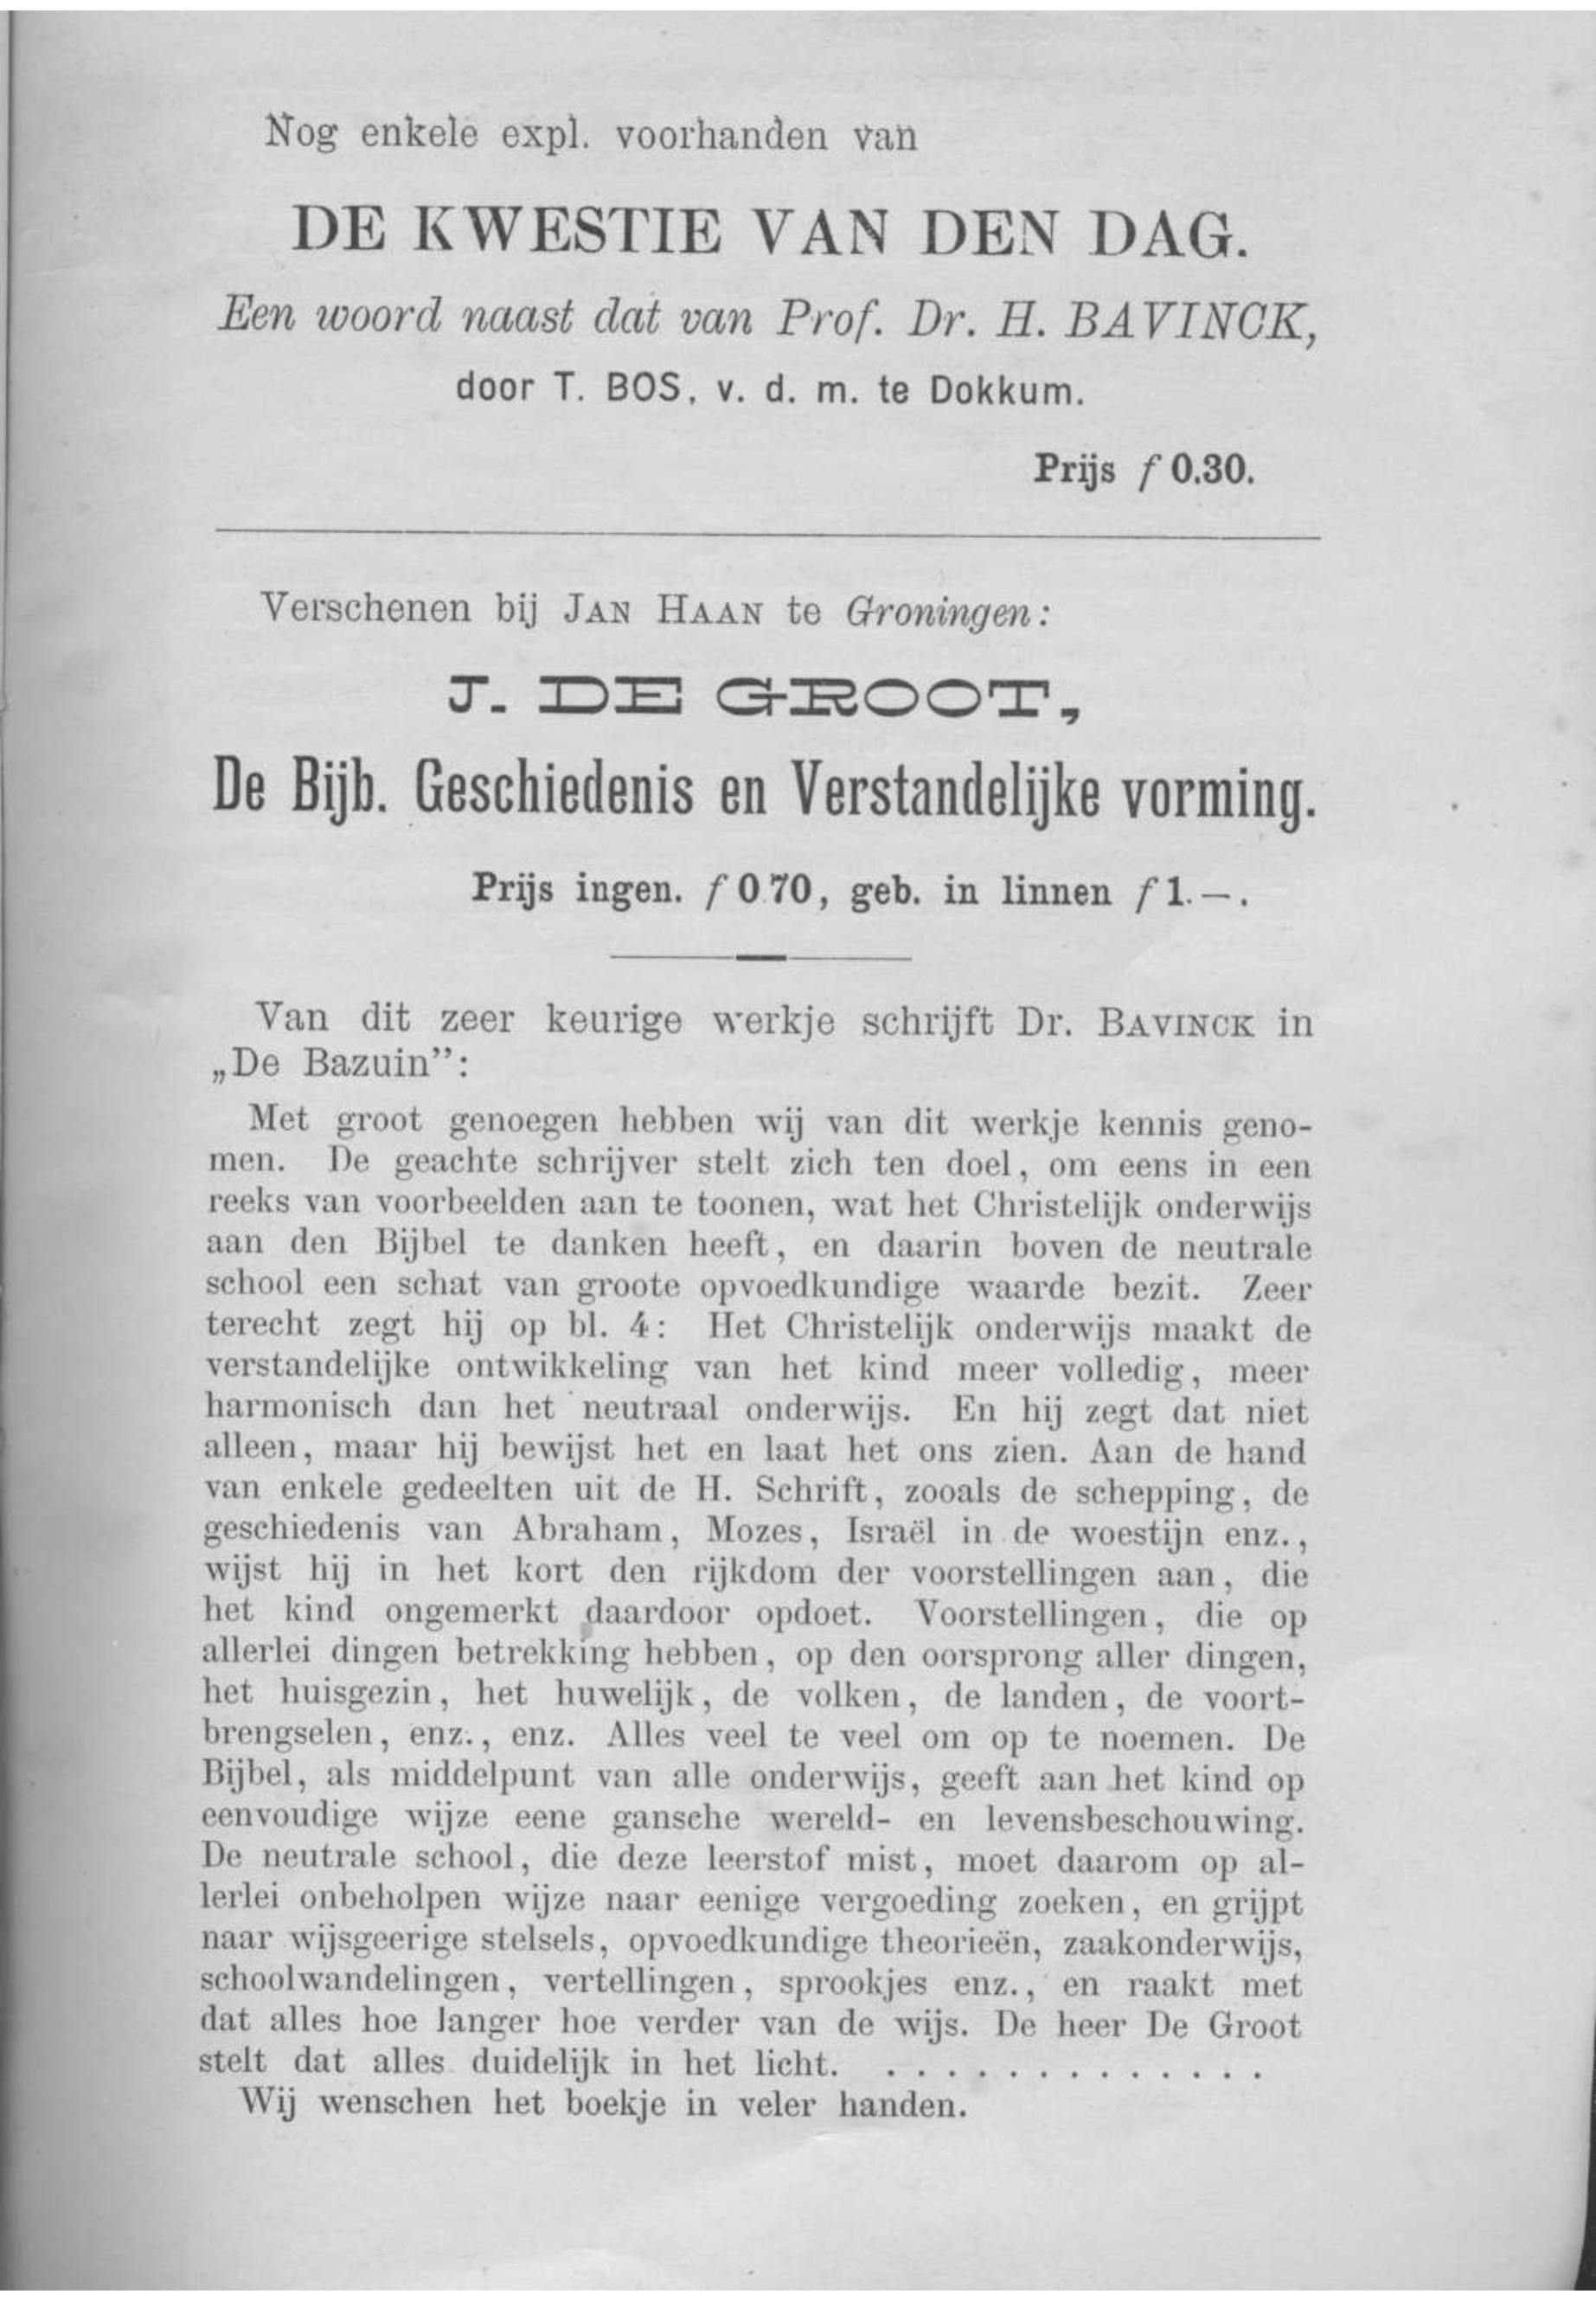 Nog enkele expl. voorhanden van
DE KWESTIE VAN DEN DAG.
Een woord naast dat van Prof. Dr. H. BAVINCK,
door T. BOS, v. d. m. te Dokkum.
Prijs f 0.30.
Verschenen bij JAN HAAN te Groningen:
J. DE GROOT,
De Bijb. Geschiedenis en Verstandelijke vorming.
Prijs ingen. f 0.70, geb. in linnen f 1.—.
Van dit zeer keurige werkje schrijft Dr. BAVINCK in
„De Bazuin”:
Met groot genoegen hebben wij van dit werkje kennis geno-
men. De geachte schrijver stelt zich ten doel, om eens in een
reeks van voorbeelden aan te toonen, wat het Christelijk onderwijs
aan den Bijbel te danken heeft, en daarin boven de neutrale
school een schat van groote opvoedkundige waarde bezit. Zeer
terecht zegt hij op bl. 4: Het Christelijk onderwijs maakt de
verstandelijke ontwikkeling van het kind meer volledig, meer
harmonisch dan het neutraal onderwijs. En hij zegt dat niet
alleen, maar hij bewijst het en laat het ons zien. Aan de hand
van enkele gedeelten uit de H. Schrift, zooals de schepping, de
geschiedenis van Abraham, Mozes, Israël in de woestijn enz.,
wijst hij in het kort den rijkdom der voorstellingen aan, die
het kind ongemerkt daardoor opdoet. Voorstellingen, die op
allerlei dingen betrekking hebben, op den oorsprong aller dingen,
het huisgezin, het huwelijk, de volken, de landen, de voort-
brengselen, enz., enz. Alles veel te veel om op te noemen. De
Bijbel, als middelpunt van alle onderwijs, geeft aan het kind op
eenvoudige wijze eene gansche wereld- en levensbeschouwing.
De neutrale school, die deze leerstof mist, moet daarom op al-
lerlei onbeholpen wijze naar eenige vergoeding zoeken, en grijpt
naar wijsgeerige stelsels, opvoedkundige theorieën, zaakonderwijs,
schoolwandelingen, vertellingen, sprookjes enz., en raakt met
dat alles hoe langer hoe verder van de wijs. De heer De Groot
stelt dat alles duidelijk in het licht. . . . . . . . . . . . . .
Wij wenschen het boekje in veler handen.